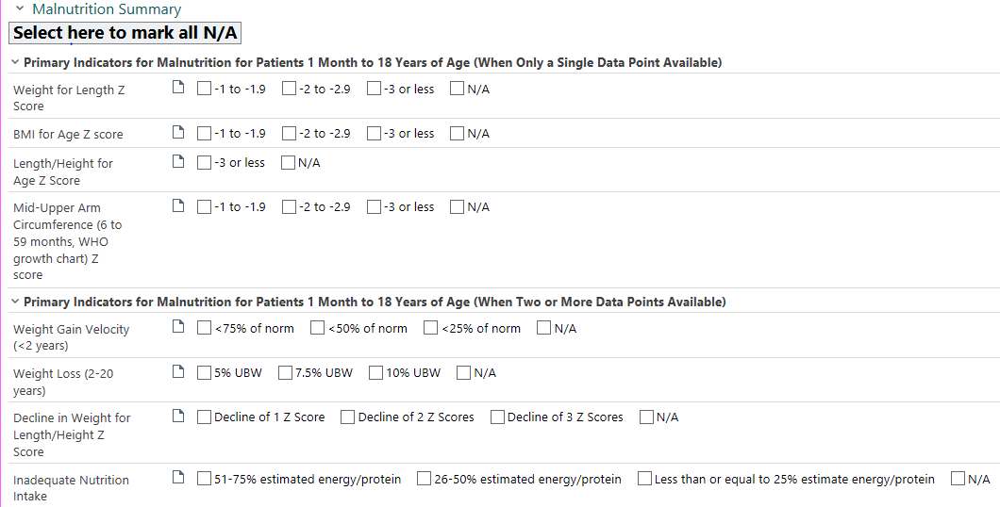 Malnutrition Summary
Select here to mark all N/A
Primary Indicators for Malnutrition for Patients 1 Month to 18 Years of Age (When Only a Single Data Point Available)
Weight for Length Z -1 to -1.9 -2 to -2.9 -3 or less N/A
Score
BMI for Age Z score -1 to -1.9 -2 to -2.9 -3 or less N/A
Length/Height for -3 or less N/A
Age Z Score
Mid-Upper Arm -1 to -1.9 -2 to -2.9 -3 or less N/A
Circumference (6 to
59 months, WHO
growth chart) Z
score
Primary Indicators for Malnutrition for Patients 1 Month to 18 Years of Age (When Two or More Data Points Available)
Weight Gain Velocity <75% of norm <50% of norm <25% of norm N/A
(<2 years)
Weight Loss (2-20 5% UBW 7.5% UBW 10% UBW N/A
years)
Decline in Weight for Decline of 1 Z Score Decline of 2 Z Scores Decline of 3 Z Scores N/A
Length/Height Z
Score
Inadequate Nutrition 51-75% estimated energy/protein 26-50% estimated energy/protein Less than or equal to 25% estimate energy/protein N/A
Intake